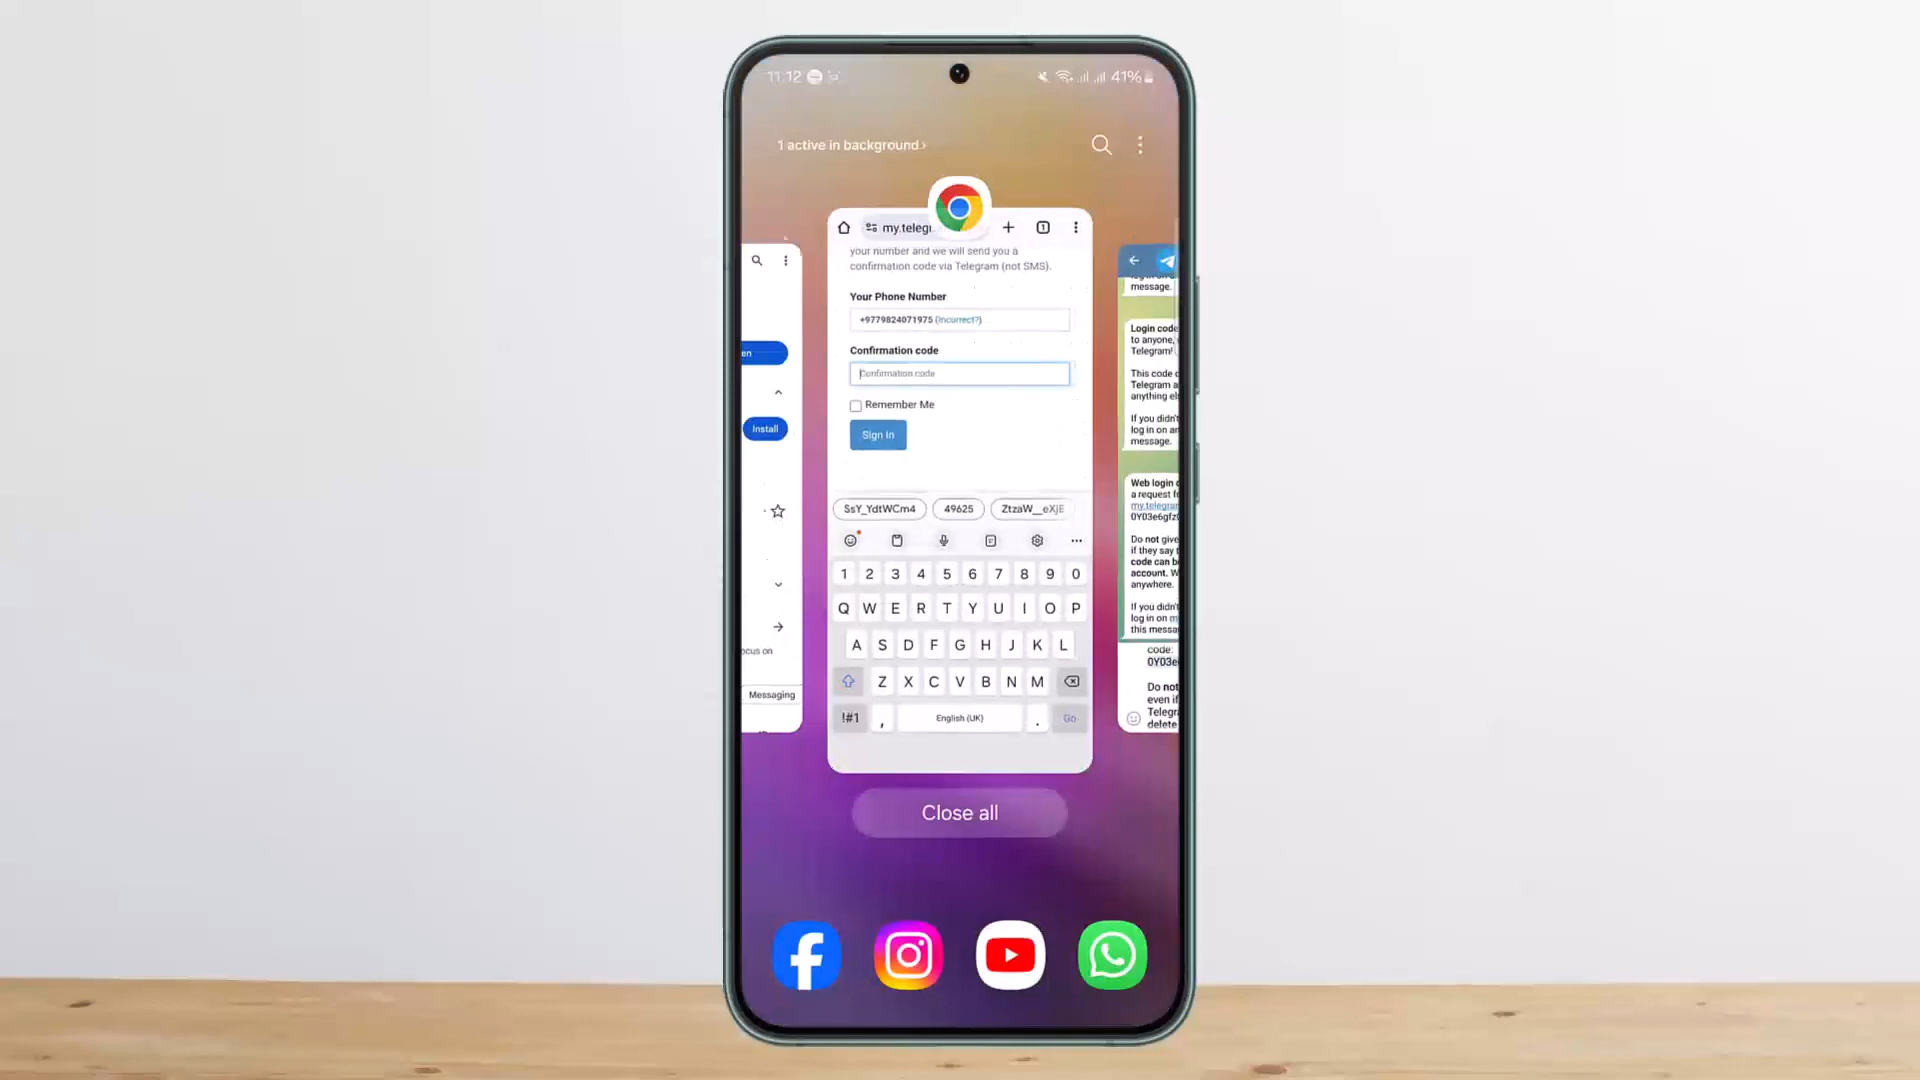 11:12
41%
1 active in background ›
my.telegr
your number and we will send you a
confirmation code via Telegram (not SMS).
Your Phone Number
+9779824071975 (Incorrect?)
Confirmation code
Confirmation code
Remember Me
Sign In
SsY_YdtWCm4
49625
ZtzaW__eXjE
1 2 3 4 5 6 7 8 9 0
Q W E R T Y U I O P
A S D F G H J K L
Z X C V B N M
!#1 , English (UK) . Go
en
Install
ocus on
Messaging
message.
Login code
to anyone,
Telegram!
This code c
Telegram a
anything el
If you didn't
log in on an
message.
Web login c
a request f
my.telegram
0Y03e6gfz
Do not give
if they say t
code can b
account. W
anywhere.
If you didn't
log in on m
this messa
code:
0Y03e
Do not
even if
Telegr
delete
Close all